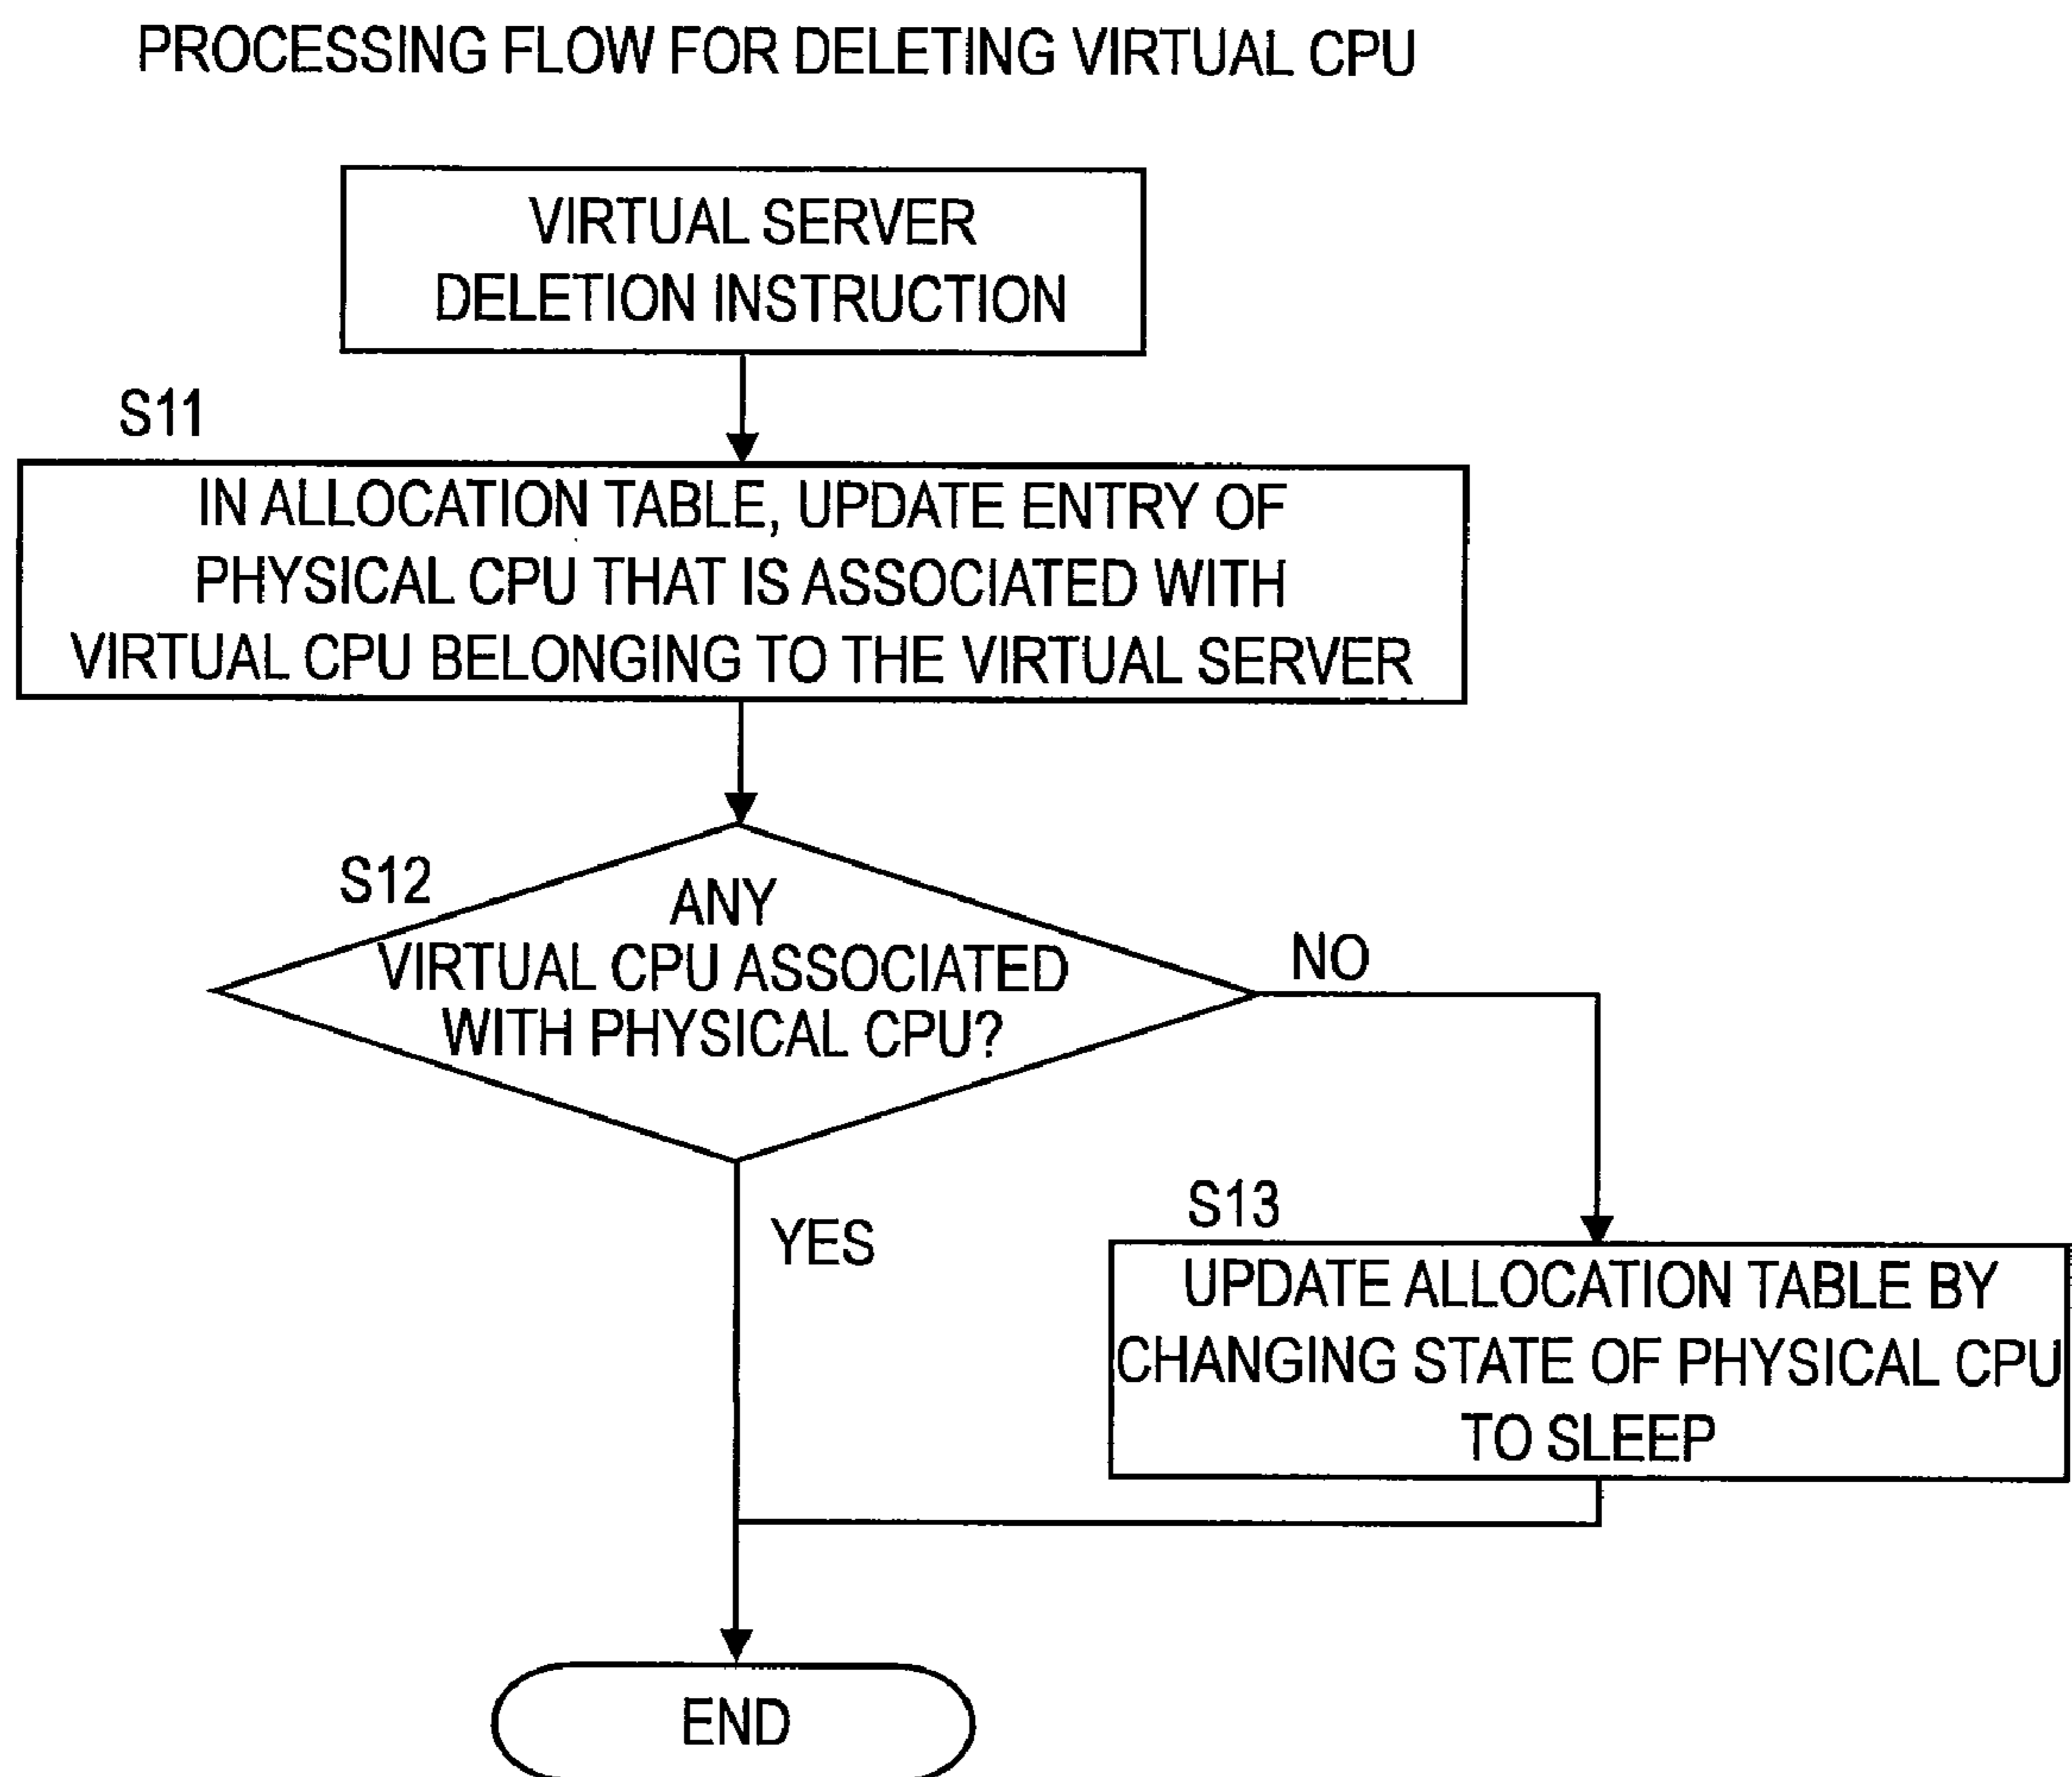 PROCESSING FLOW FOR DELETING VIRTUAL CPU
VIRTUAL SERVER
DELETION INSTRUCTION
S11
IN ALLOCATION TABLE, UPDATE ENTRY OF
PHYSICAL CPU THAT IS ASSOCIATED WITH
VIRTUAL CPU BELONGING TO THE VIRTUAL SERVER
S12
ANY
VIRTUAL CPU ASSOCIATED
WITH PHYSICAL CPU?
NO
YES
S13
UPDATE ALLOCATION TABLE BY
CHANGING STATE OF PHYSICAL CPU
TO SLEEP
END